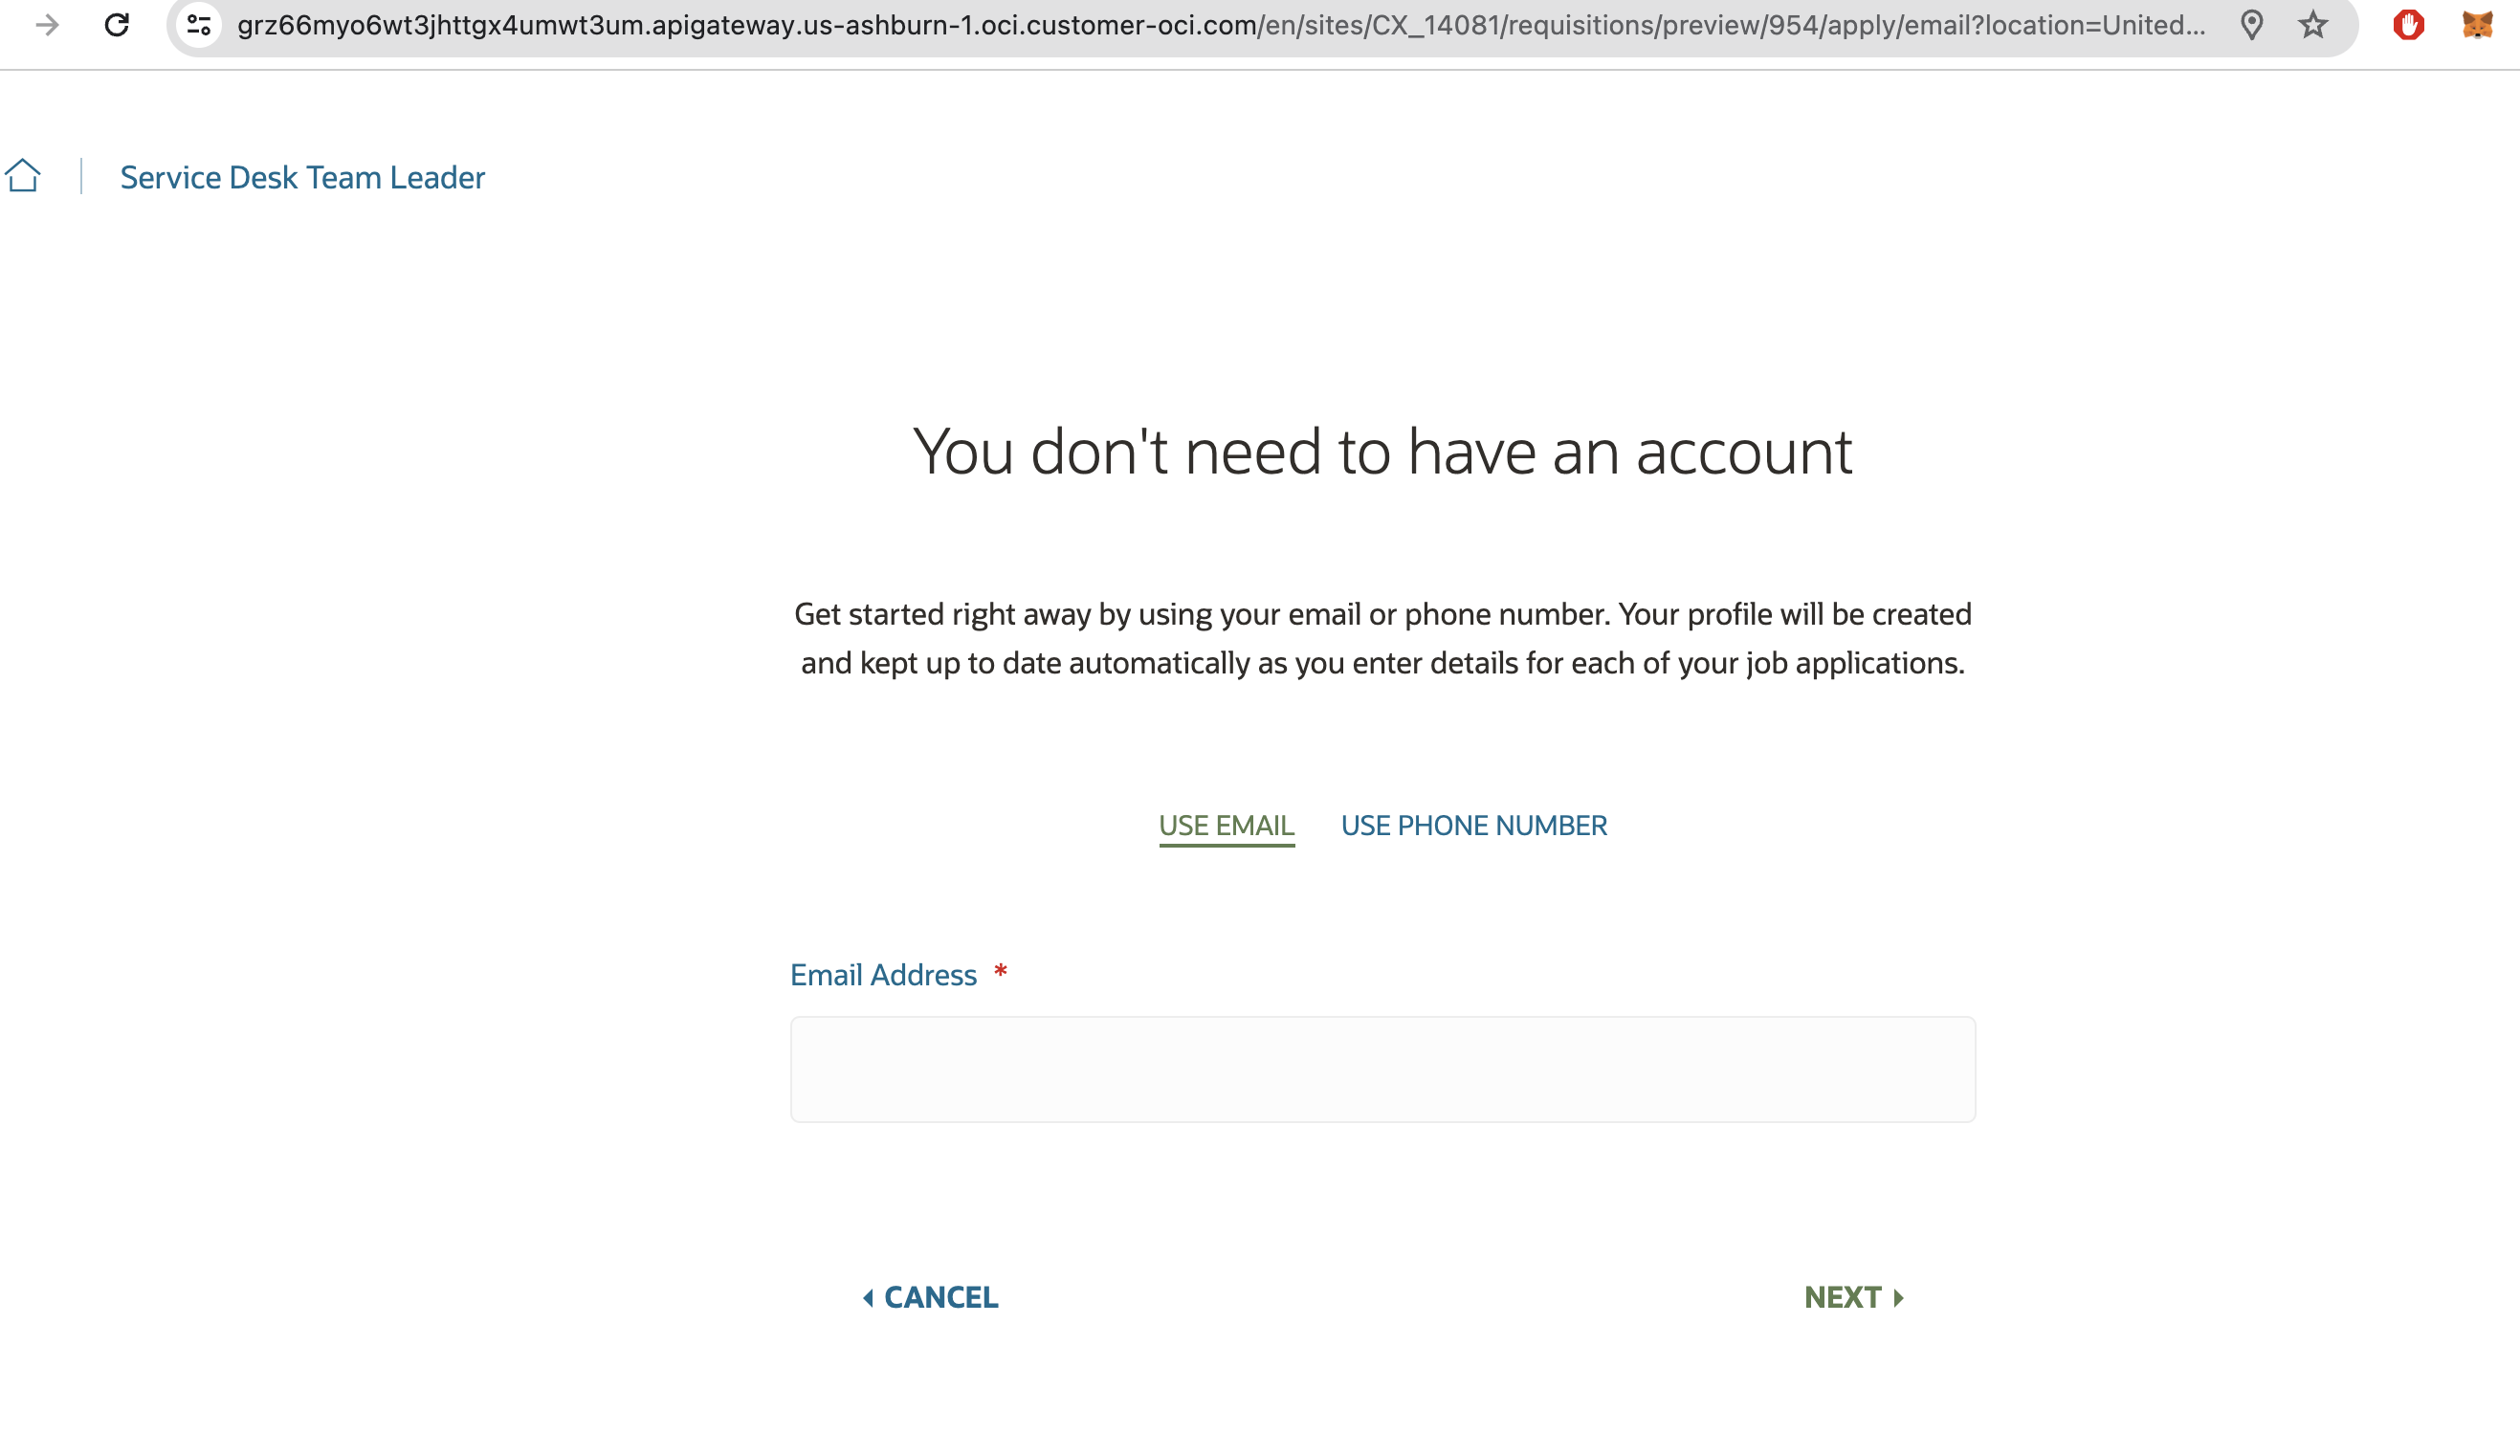 grz66myo6wt3jhttgx4umwt3um.apigateway.us-ashburn-1.oci.customer-oci.com/en/sites/CX_14081/requisitions/preview/954/apply/email?location=United...
Service Desk Team Leader
You don't need to have an account
Get started right away by using your email or phone number. Your profile will be created
and kept up to date automatically as you enter details for each of your job applications.
USE EMAIL USE PHONE NUMBER
Email Address *
CANCEL NEXT